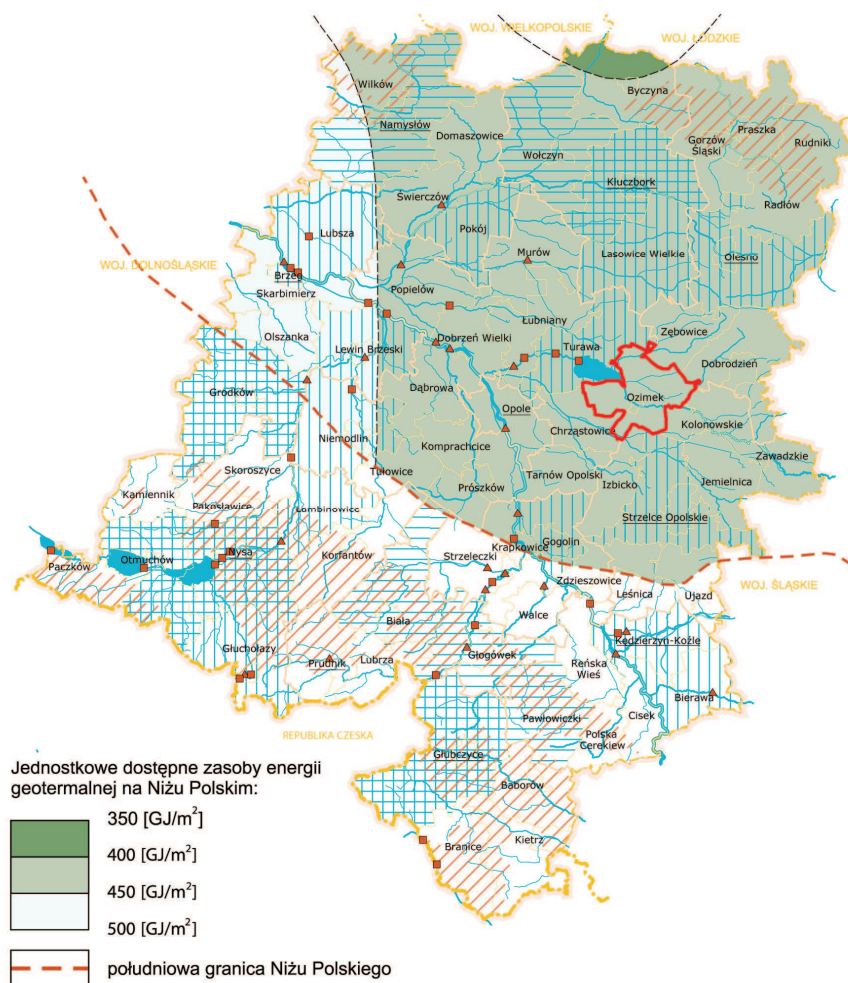 WOJ. WIELKOPOLSKIE
WOJ. ŁÓDZKIE
Wilków
Byczyna
Namysłów
Praszka
Domaszowice
Gorzów
Śląski
Rudniki
Wołczyn
Kluczbork
Świerczów
Radłów
Lubsza
Pokój
Murów
Lasowice Wielkie
Olesno
WOJ. DOLNOŚLĄSKIE
Brzeg
Skarbimierz
Popielów
Łubniany
Zębowice
Olszanka
Lewin Brzeski
Dobrzeń Wielki
Turawa
Dobrodzień
Grodków
Dąbrowa
Ozimek
Opole
Kolonowskie
Niemodlin
Komprachcice
Chrząstowice
Zawadzkie
Skoroszyce
Tułowice
Tarnów Opolski
Izbicko
Jemielnica
Kamiennik
Pakosławice
Prószków
Łambinowice
Strzelce Opolskie
Otmuchów
Nysa
Korfantów
Strzeleczki
Krapkowice
Gogolin
Paczków
Zdzieszowice
WOJ. ŚLĄSKIE
Leśnica
Ujazd
Walce
Biała
Głuchołazy
Prudnik
Lubrza
Głogówek
Kędzierzyn-Koźle
Reńska
Wieś
Bierawa
Pawłowiczki
Cisek
REPUBLIKA CZESKA
Polska
Cerekiew
Głubczyce
Baborów
Branice
Kietrz
Jednostkowe dostępne zasoby energii
geotermalnej na Niżu Polskim:
350 [GJ/m²]
400 [GJ/m²]
450 [GJ/m²]
500 [GJ/m²]
południowa granica Niżu Polskiego